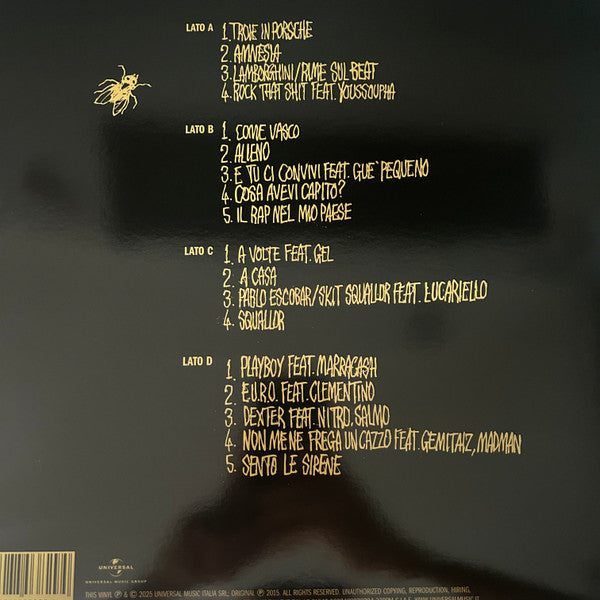 LATO A
1. TROIE IN PORSCHE
2. AMNESIA
3. LAMBORGHINI/RIME SUL BEAT
4. ROCK THAT SH!T FEAT. YOUSSOUPHA
LATO B
1. COME VASCO
2. ALIENO
3. E TU CI CONVIVI FEAT. GUE' PEQUENO
4. COSA AVEVI CAPITO?
5. IL RAP NEL MIO PAESE
LATO C
1. A VOLTE FEAT. GEL
2. A CASA
3. PABLO ESCOBAR/SKIT SQUALLOR FEAT. LUCARIELLO
4. SQUALLOR
LATO D
1. PLAYBOY FEAT. MARRACASH
2. E.U.R.O. FEAT. CLEMENTINO
3. DEXTER FEAT. NITRO, SALMO
4. NON ME NE FREGA UN CAZZO FEAT. GEMITAIZ, MADMAN
5. SENTO LE SIRENE
UNIVERSAL
UNIVERSAL MUSIC GROUP
THIS VINYL ℗ & © 2025 UNIVERSAL MUSIC ITALIA SRL. ORIGINAL ℗ 2015 ALL RIGHTS RESERVED. UNAUTHORIZED COPYING, REPRODUCTION, HIRING,